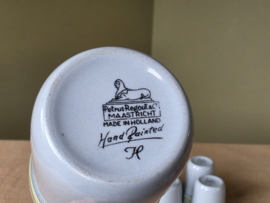 Petrus Regout & Co.
MAASTRICHT
MADE IN HOLLAND
Hand Painted
H